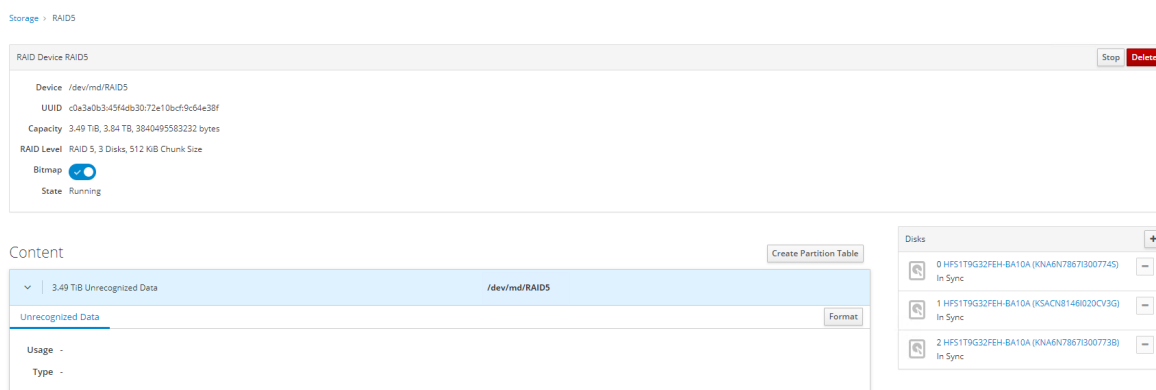 Storage > RAID5
RAID Device RAID5
Stop Delete
Device /dev/md/RAID5
UUID c0a3a0b3:45f4db30:72e10bcf:9c64e38f
Capacity 3.49 TiB, 3.84 TB, 3840495583232 bytes
RAID Level RAID 5, 3 Disks, 512 KiB Chunk Size
Bitmap
State Running
Content
Create Partition Table
3.49 TiB Unrecognized Data /dev/md/RAID5
Unrecognized Data
Format
Usage -
Type -
Disks +
0 HFS1T9G32FEH-BA10A (KNA6N7867I300774S) −
In Sync
1 HFS1T9G32FEH-BA10A (KSACN8146I020CV3G) −
In Sync
2 HFS1T9G32FEH-BA10A (KNA6N7867I300773B) −
In Sync